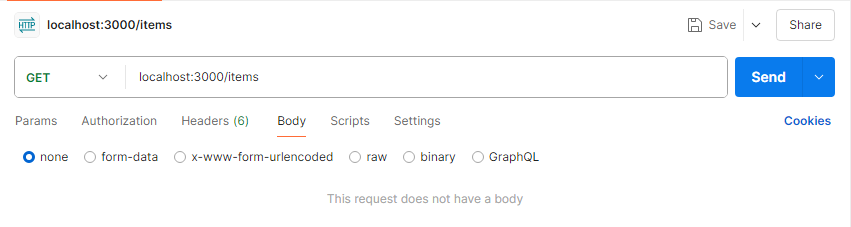 HTTP localhost:3000/items Save Share
GET localhost:3000/items Send
Params Authorization Headers (6) Body Scripts Settings Cookies
none form-data x-www-form-urlencoded raw binary GraphQL
This request does not have a body